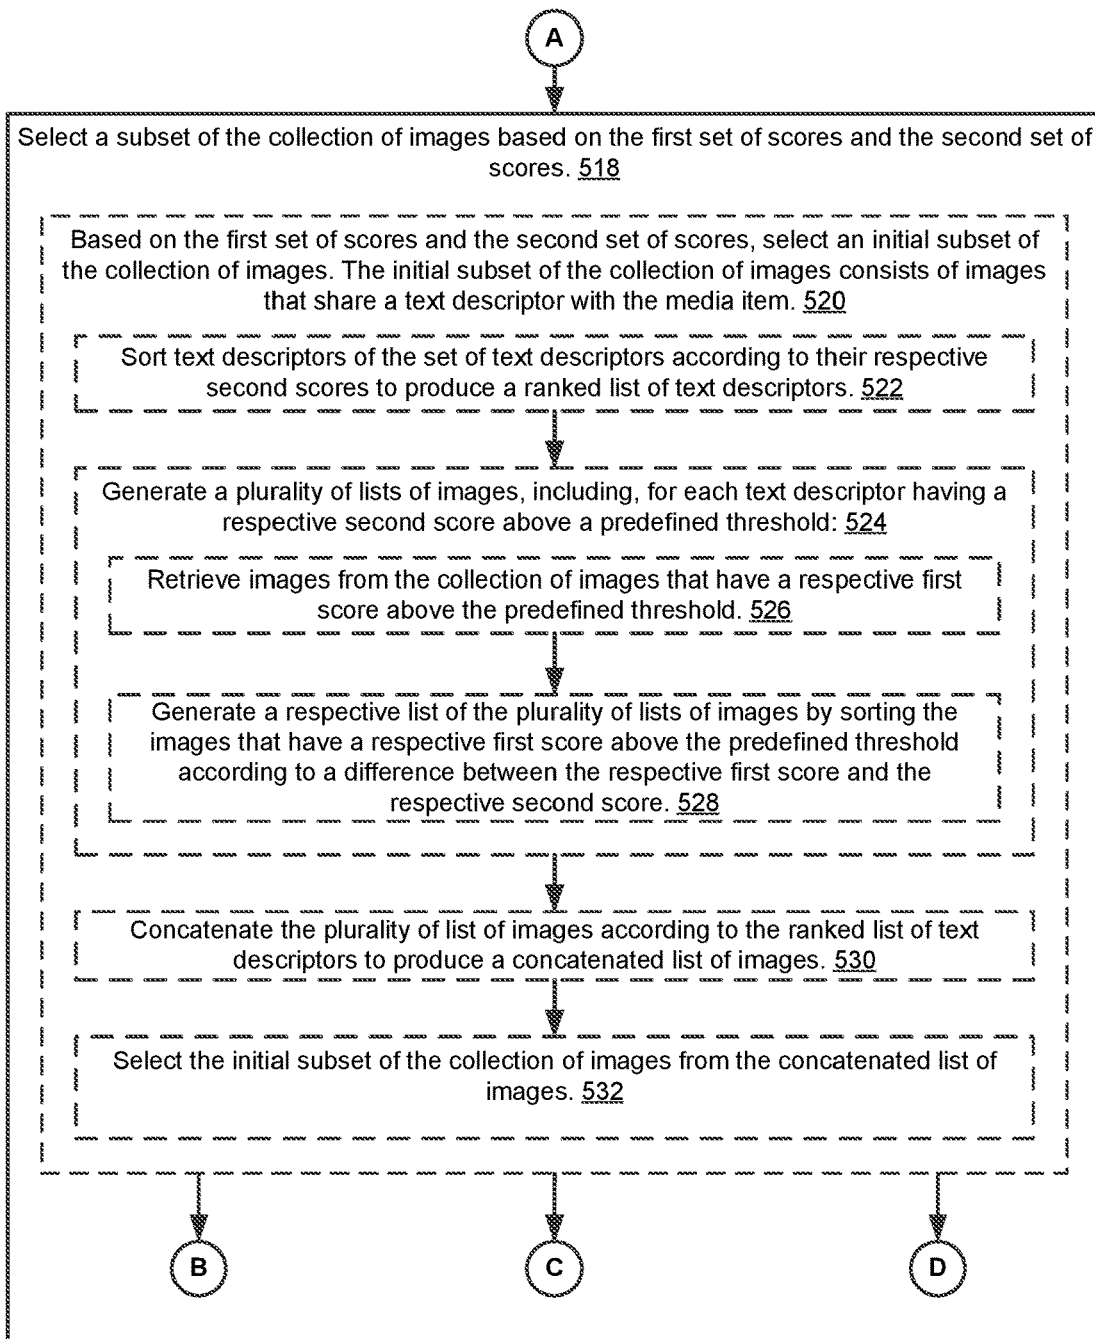 A
Select a subset of the collection of images based on the first set of scores and the second set of
scores. 518
Based on the first set of scores and the second set of scores, select an initial subset of
the collection of images. The initial subset of the collection of images consists of images
that share a text descriptor with the media item. 520
Sort text descriptors of the set of text descriptors according to their respective
second scores to produce a ranked list of text descriptors. 522
Generate a plurality of lists of images, including, for each text descriptor having a
respective second score above a predefined threshold: 524
Retrieve images from the collection of images that have a respective first
score above the predefined threshold. 526
Generate a respective list of the plurality of lists of images by sorting the
images that have a respective first score above the predefined threshold
according to a difference between the respective first score and the
respective second score. 528
Concatenate the plurality of list of images according to the ranked list of text
descriptors to produce a concatenated list of images. 530
Select the initial subset of the collection of images from the concatenated list of
images. 532
B
C
D